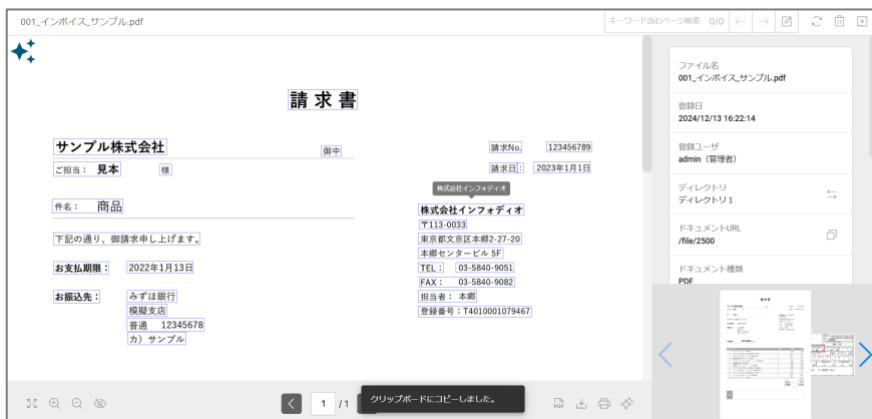 001_インボイス_サンプル.pdf
キーワード含むページ検索 0/0
請求書
サンプル株式会社 御中
ご担当： 見本 様
件名： 商品
下記の通り、御請求申し上げます。
お支払期限： 2022年1月13日
お振込先： みずほ銀行
模擬支店
普通 12345678
カ）サンプル
請求No. 123456789
請求日： 2023年1月1日
株式会社インフォディオ
株式会社インフォディオ
〒113-0033
東京都文京区本郷2-27-20
本郷センタービル 5F
TEL： 03-5840-9051
FAX： 03-5840-9082
担当者： 本郷
登録番号：T4010001079467
ファイル名
001_インボイス_サンプル.pdf
登録日
2024/12/13 16:22:14
登録ユーザ
admin（管理者）
ディレクトリ
ディレクトリ1
ドキュメントURL
/file/2500
ドキュメント種類
PDF
1 /1
クリップボードにコピーしました。